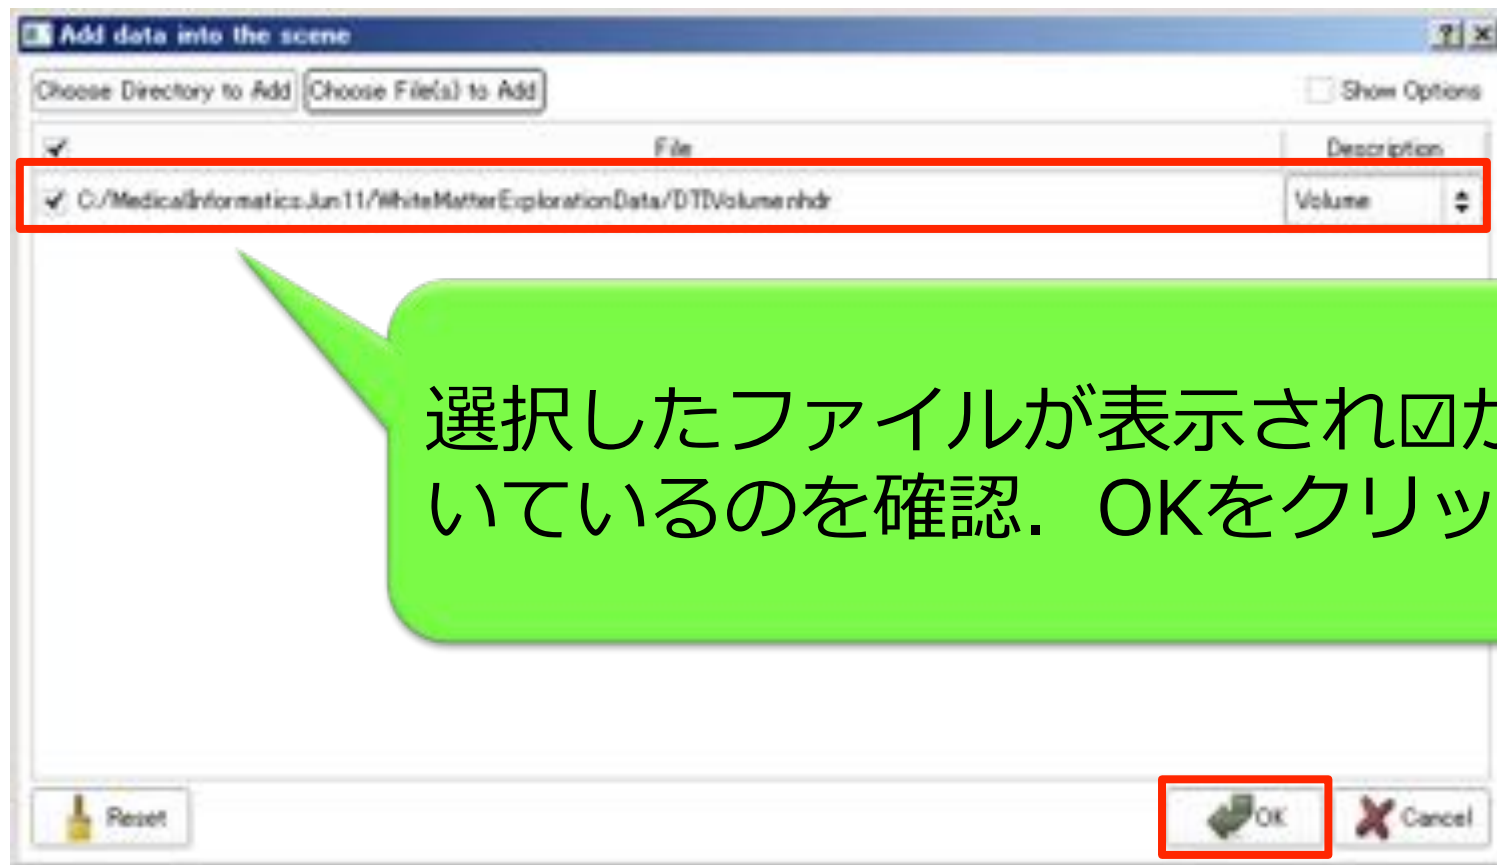 Add data into the scene
Choose Directory to Add Choose File(s) to Add Show Options
File Description
C:/MedicalInformaticsJun11/WhiteMatterExplorationData/DTIVolume.nhdr Volume
選択したファイルが表示され☑が
いているのを確認．OKをクリッ
Reset OK Cancel